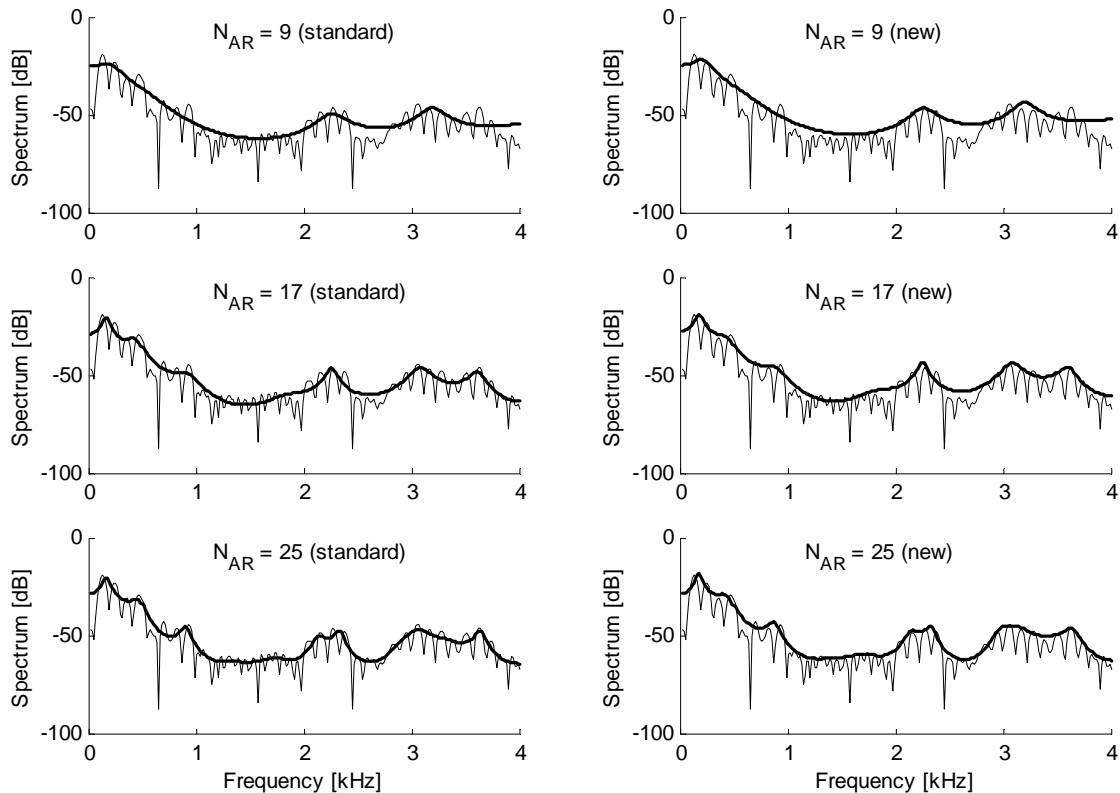 N_AR = 9 (standard)
0
-50
-100
Spectrum [dB]
0 1 2 3 4
N_AR = 9 (new)
0
-50
-100
Spectrum [dB]
0 1 2 3 4
N_AR = 17 (standard)
0
-50
-100
Spectrum [dB]
0 1 2 3 4
N_AR = 17 (new)
0
-50
-100
Spectrum [dB]
0 1 2 3 4
N_AR = 25 (standard)
0
-50
-100
Spectrum [dB]
0 1 2 3 4
Frequency [kHz]
N_AR = 25 (new)
0
-50
-100
Spectrum [dB]
0 1 2 3 4
Frequency [kHz]